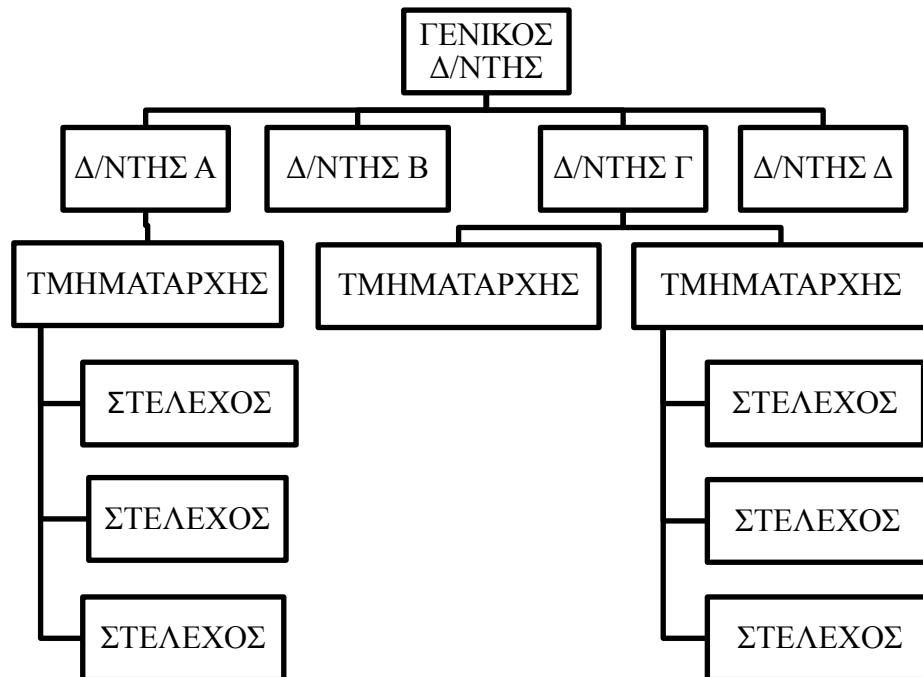 ΓΕΝΙΚΟΣ
Δ/ΝΤΗΣ
Δ/ΝΤΗΣ Α
Δ/ΝΤΗΣ Β
Δ/ΝΤΗΣ Γ
Δ/ΝΤΗΣ Δ
ΤΜΗΜΑΤΑΡΧΗΣ
ΤΜΗΜΑΤΑΡΧΗΣ
ΤΜΗΜΑΤΑΡΧΗΣ
ΣΤΕΛΕΧΟΣ
ΣΤΕΛΕΧΟΣ
ΣΤΕΛΕΧΟΣ
ΣΤΕΛΕΧΟΣ
ΣΤΕΛΕΧΟΣ
ΣΤΕΛΕΧΟΣ